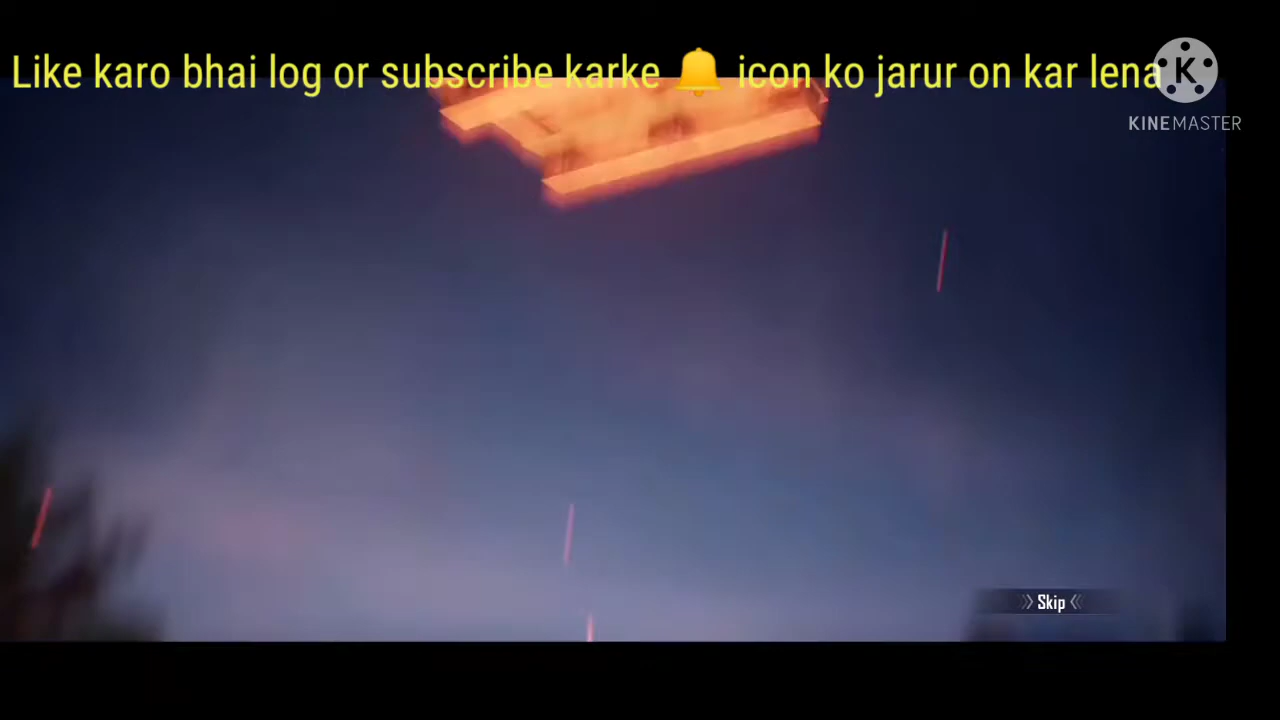 Like karo bhai log or subscribe karke 🔔 icon ko jarur on kar lena
K
KINEMASTER
Skip